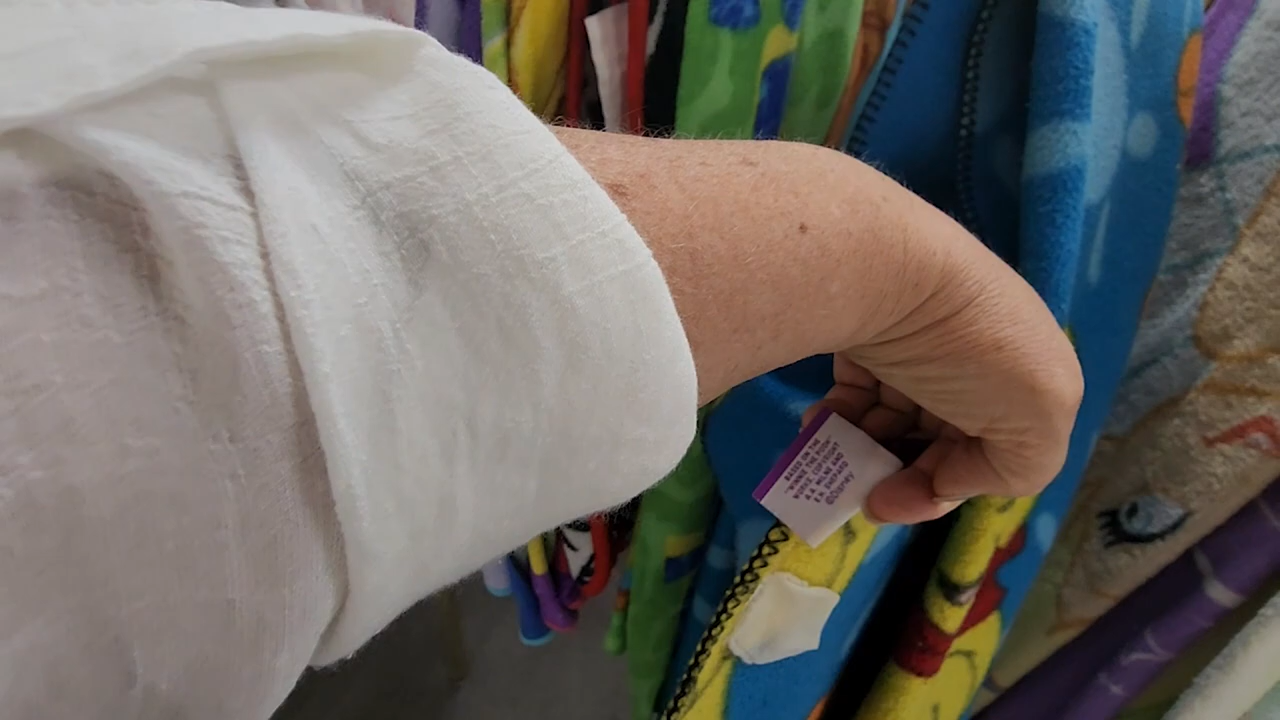 BASED ON THE
"WINNIE THE POOH"
WORKS, COPYRIGHT
A.A. MILNE AND
E.H. SHEPARD
©Disney